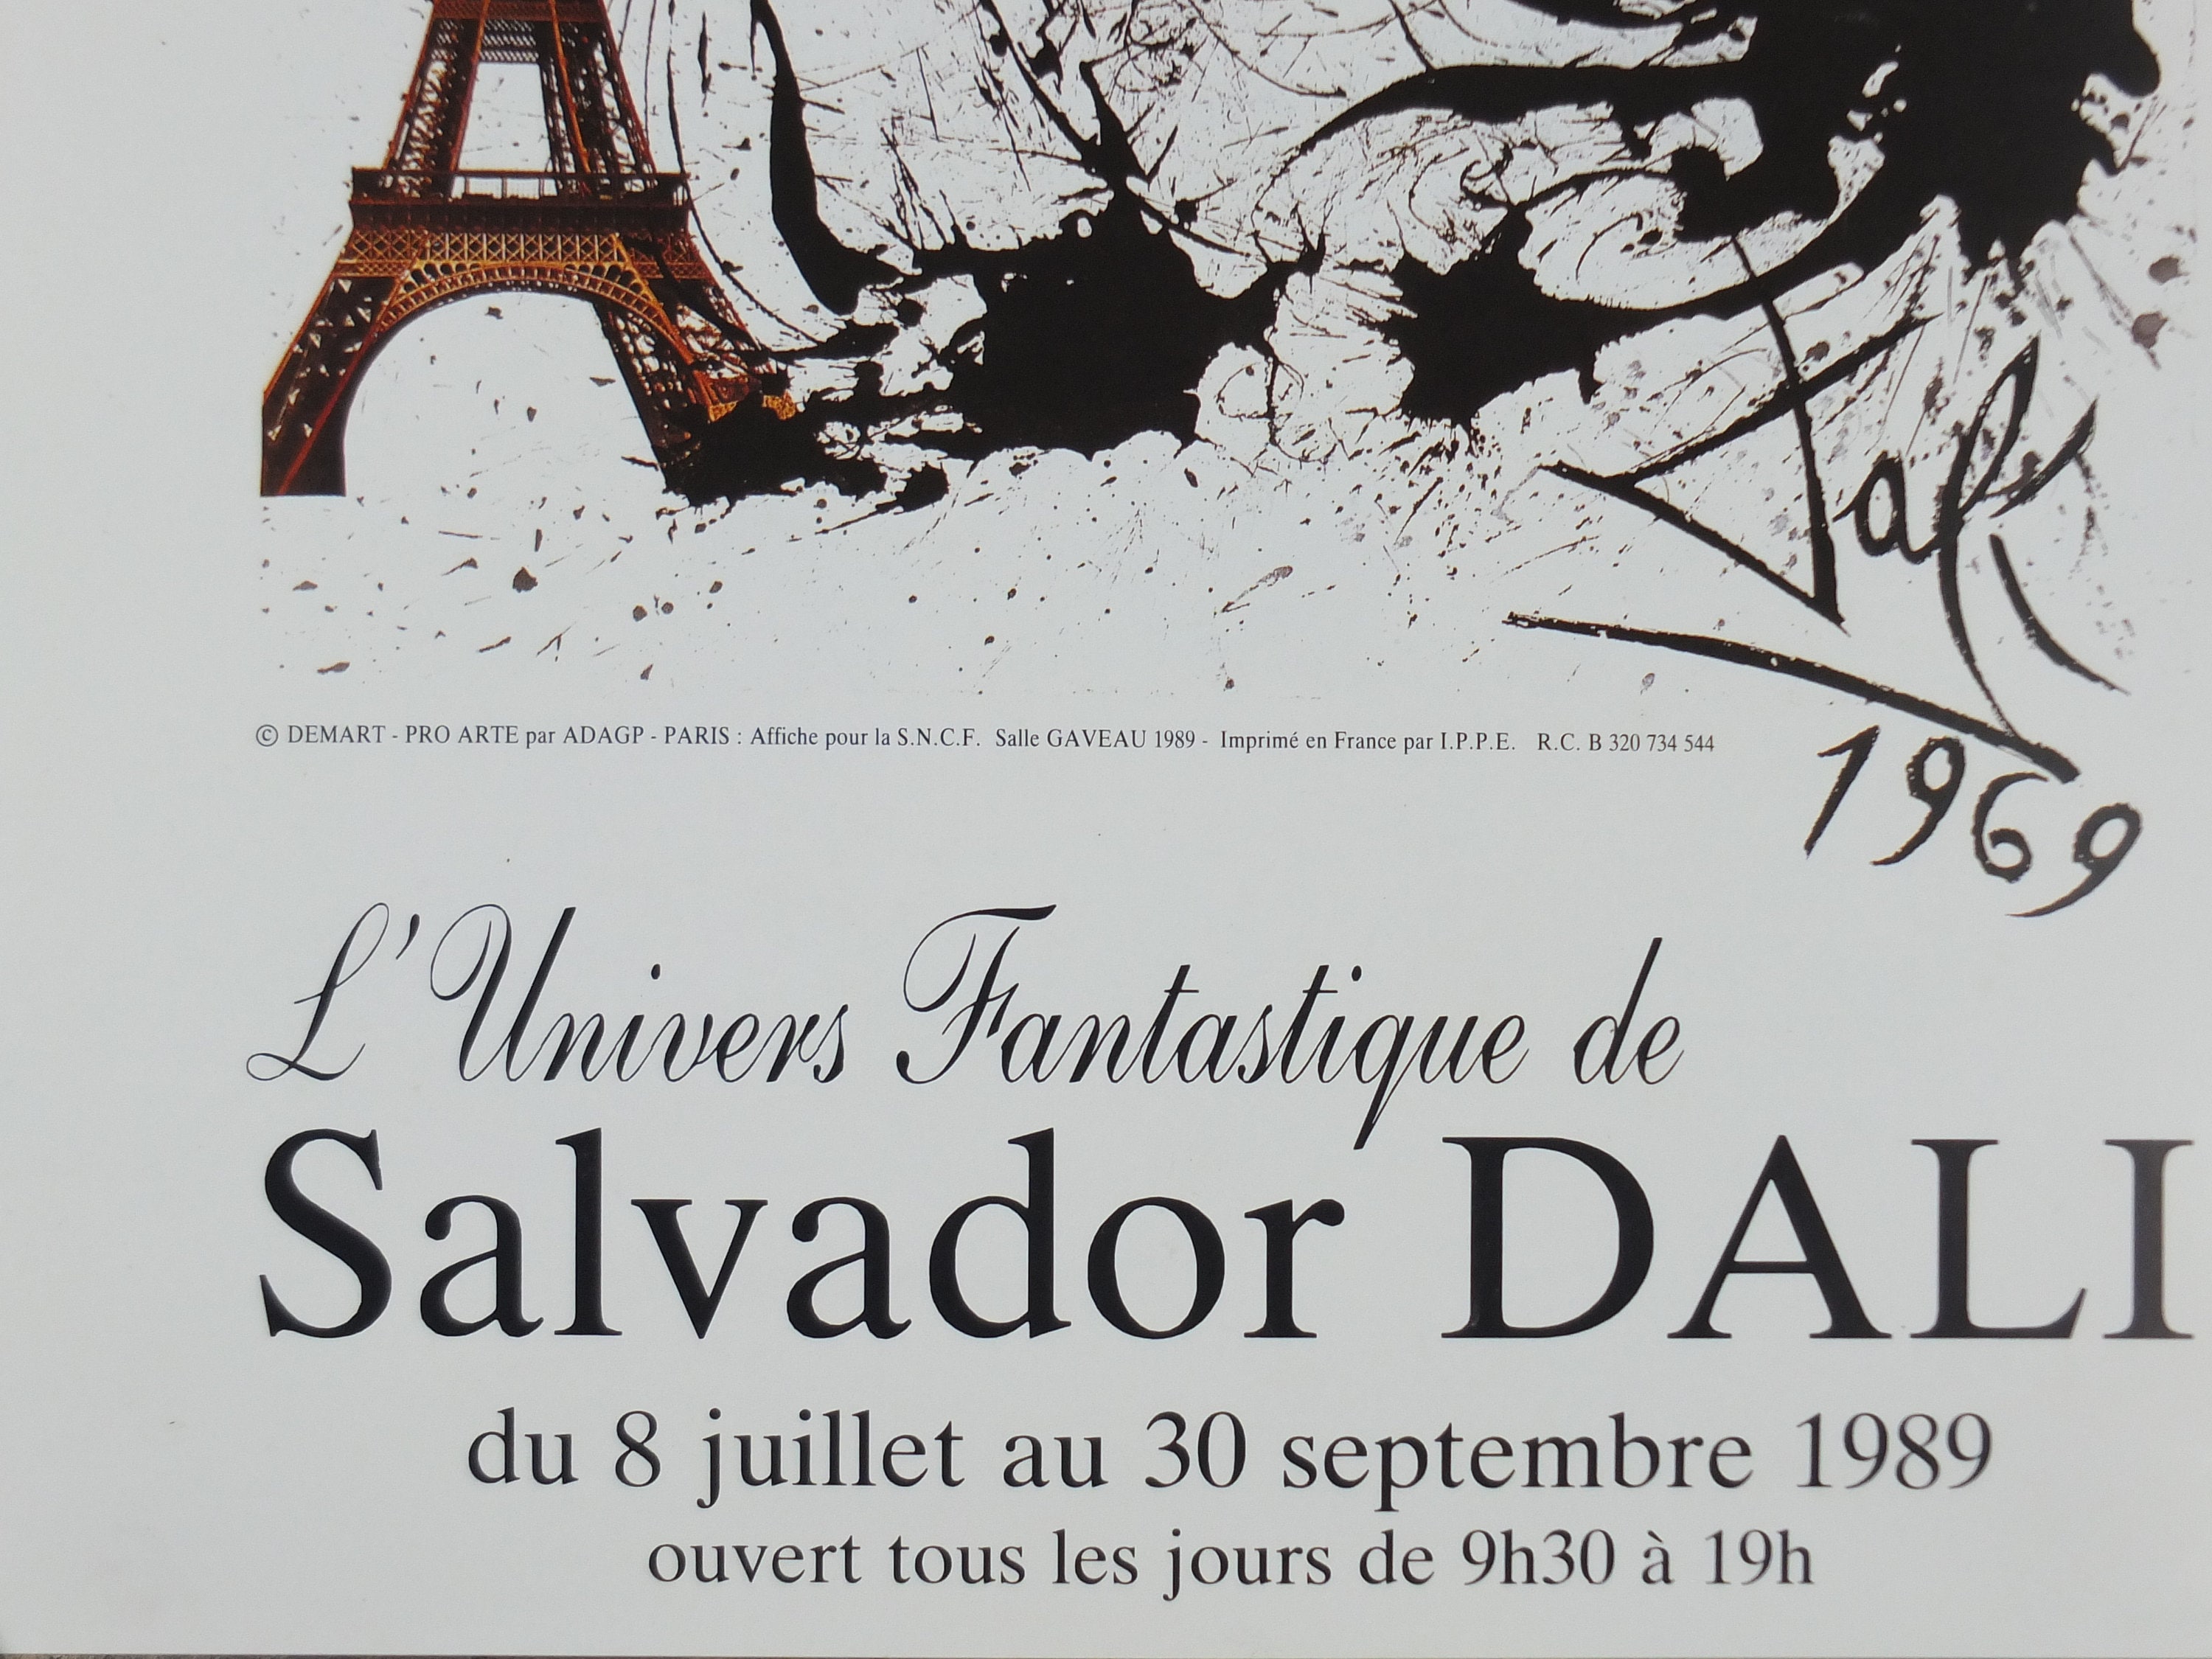 Dalí
1969
© DEMART - PRO ARTE par ADAGP - PARIS : Affiche pour la S.N.C.F. Salle GAVEAU 1989 - Imprimé en France par I.P.P.E. R.C. B 320 734 544
L'Univers Fantastique de
Salvador DALI
du 8 juillet au 30 septembre 1989
ouvert tous les jours de 9h30 à 19h